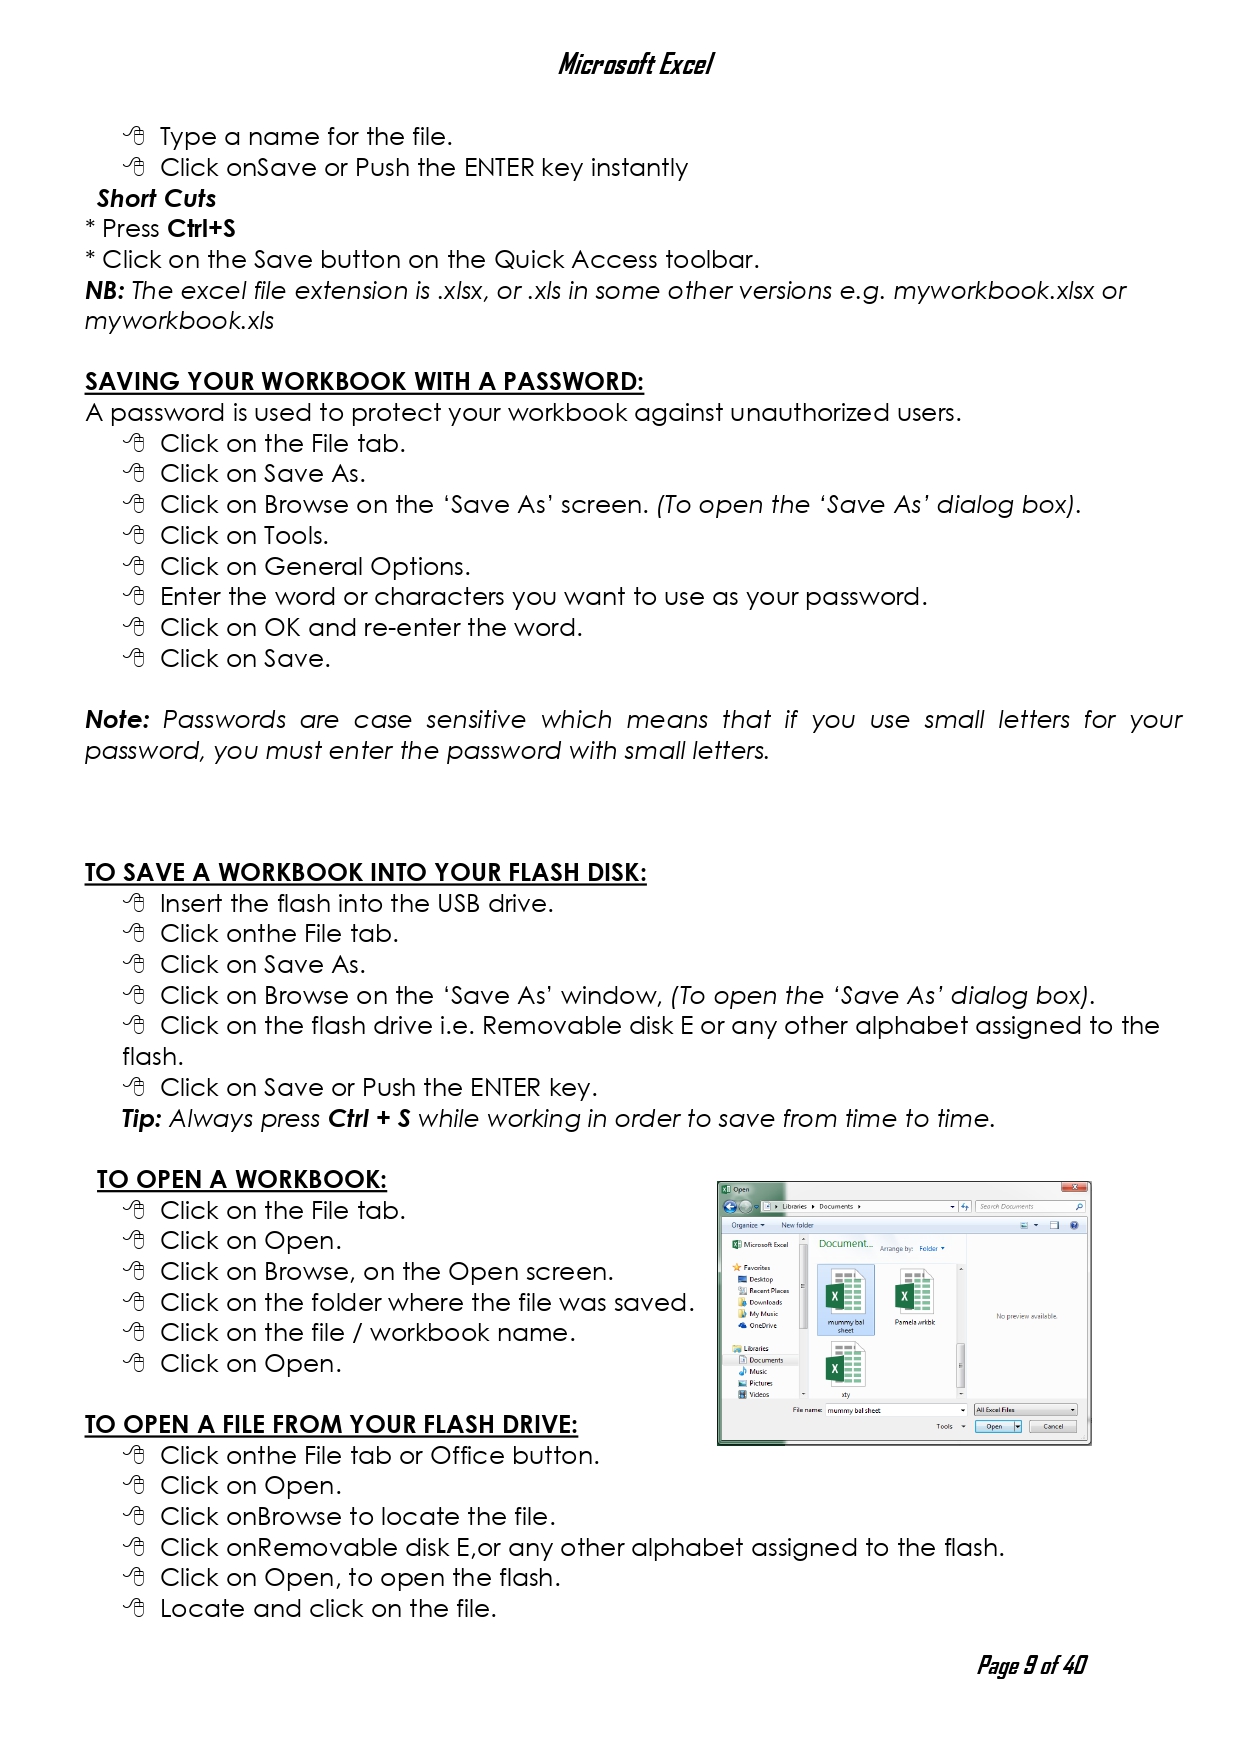 Microsoft Excel
Type a name for the file.
Click onSave or Push the ENTER key instantly
Short Cuts
* Press Ctrl+S
* Click on the Save button on the Quick Access toolbar.
NB: The excel file extension is .xlsx, or .xls in some other versions e.g. myworkbook.xlsx or
myworkbook.xls
SAVING YOUR WORKBOOK WITH A PASSWORD:
A password is used to protect your workbook against unauthorized users.
Click on the File tab.
Click on Save As.
Click on Browse on the ‘Save As’ screen. (To open the ‘Save As’ dialog box).
Click on Tools.
Click on General Options.
Enter the word or characters you want to use as your password.
Click on OK and re-enter the word.
Click on Save.
Note: Passwords are case sensitive which means that if you use small letters for your
password, you must enter the password with small letters.
TO SAVE A WORKBOOK INTO YOUR FLASH DISK:
Insert the flash into the USB drive.
Click onthe File tab.
Click on Save As.
Click on Browse on the ‘Save As’ window, (To open the ‘Save As’ dialog box).
Click on the flash drive i.e. Removable disk E or any other alphabet assigned to the
flash.
Click on Save or Push the ENTER key.
Tip: Always press Ctrl + S while working in order to save from time to time.
TO OPEN A WORKBOOK:
Click on the File tab.
Click on Open.
Click on Browse, on the Open screen.
Click on the folder where the file was saved.
Click on the file / workbook name.
Click on Open.
Open
Libraries Documents
Search Documents
Organize New folder
Microsoft Excel
Favorites
Desktop
Recent Places
Downloads
My Music
OneDrive
Libraries
Documents
Music
Pictures
Videos
Document... Arrange by: Folder
mummy bal
sheet
Pamela wrkbk
xty
No preview available.
File name: mummy bal sheet
All Excel Files
Tools Open Cancel
TO OPEN A FILE FROM YOUR FLASH DRIVE:
Click onthe File tab or Office button.
Click on Open.
Click onBrowse to locate the file.
Click onRemovable disk E,or any other alphabet assigned to the flash.
Click on Open, to open the flash.
Locate and click on the file.
Page 9 of 40